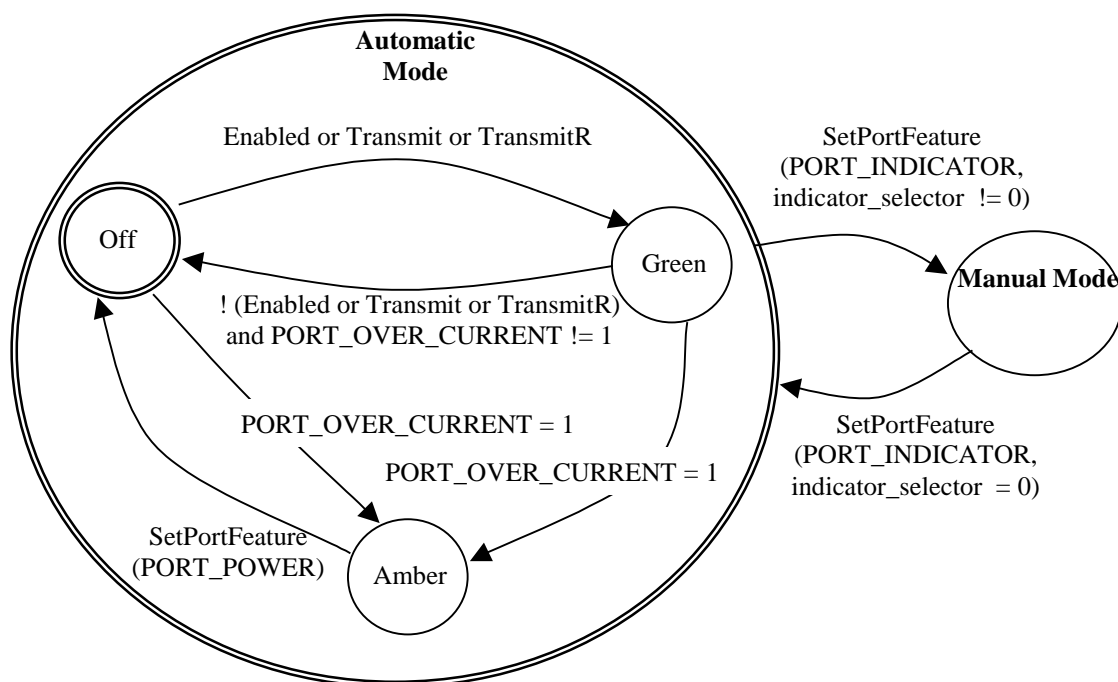 Automatic
Mode
Enabled or Transmit or TransmitR
SetPortFeature
(PORT_INDICATOR,
indicator_selector != 0)
Off
Green
Manual Mode
! (Enabled or Transmit or TransmitR)
and PORT_OVER_CURRENT != 1
PORT_OVER_CURRENT = 1
PORT_OVER_CURRENT = 1
SetPortFeature
(PORT_INDICATOR,
indicator_selector = 0)
SetPortFeature
(PORT_POWER)
Amber